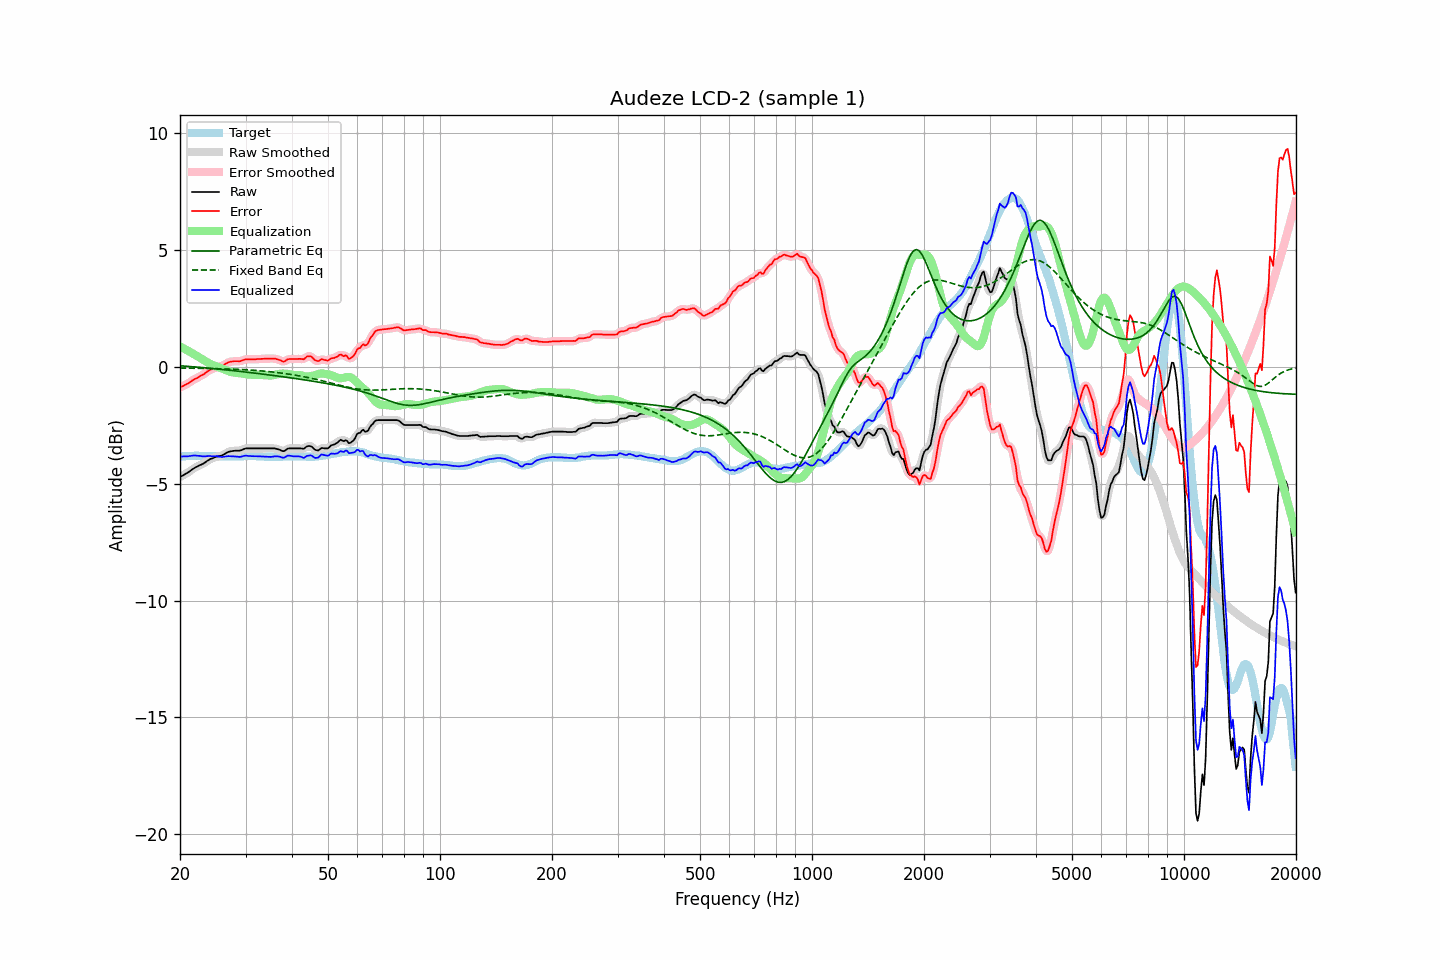 Audeze LCD-2 (sample 1)
Target
Raw Smoothed
Error Smoothed
Raw
Error
Equalization
Parametric Eq
Fixed Band Eq
Equalized
10
5
0
−5
−10
−15
−20
Amplitude (dBr)
20
50
100
200
500
1000
2000
5000
10000
20000
Frequency (Hz)